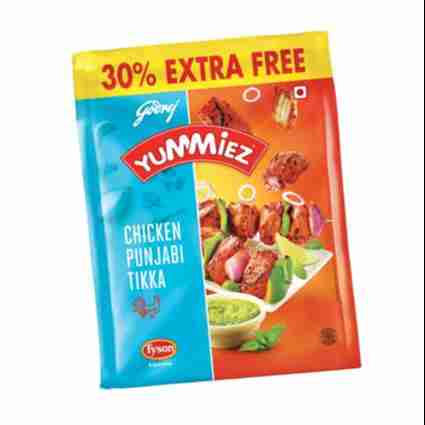 30% EXTRA FREE
Godrej
YUMMIEZ
CHICKEN
PUNJABI
TIKKA
Tyson